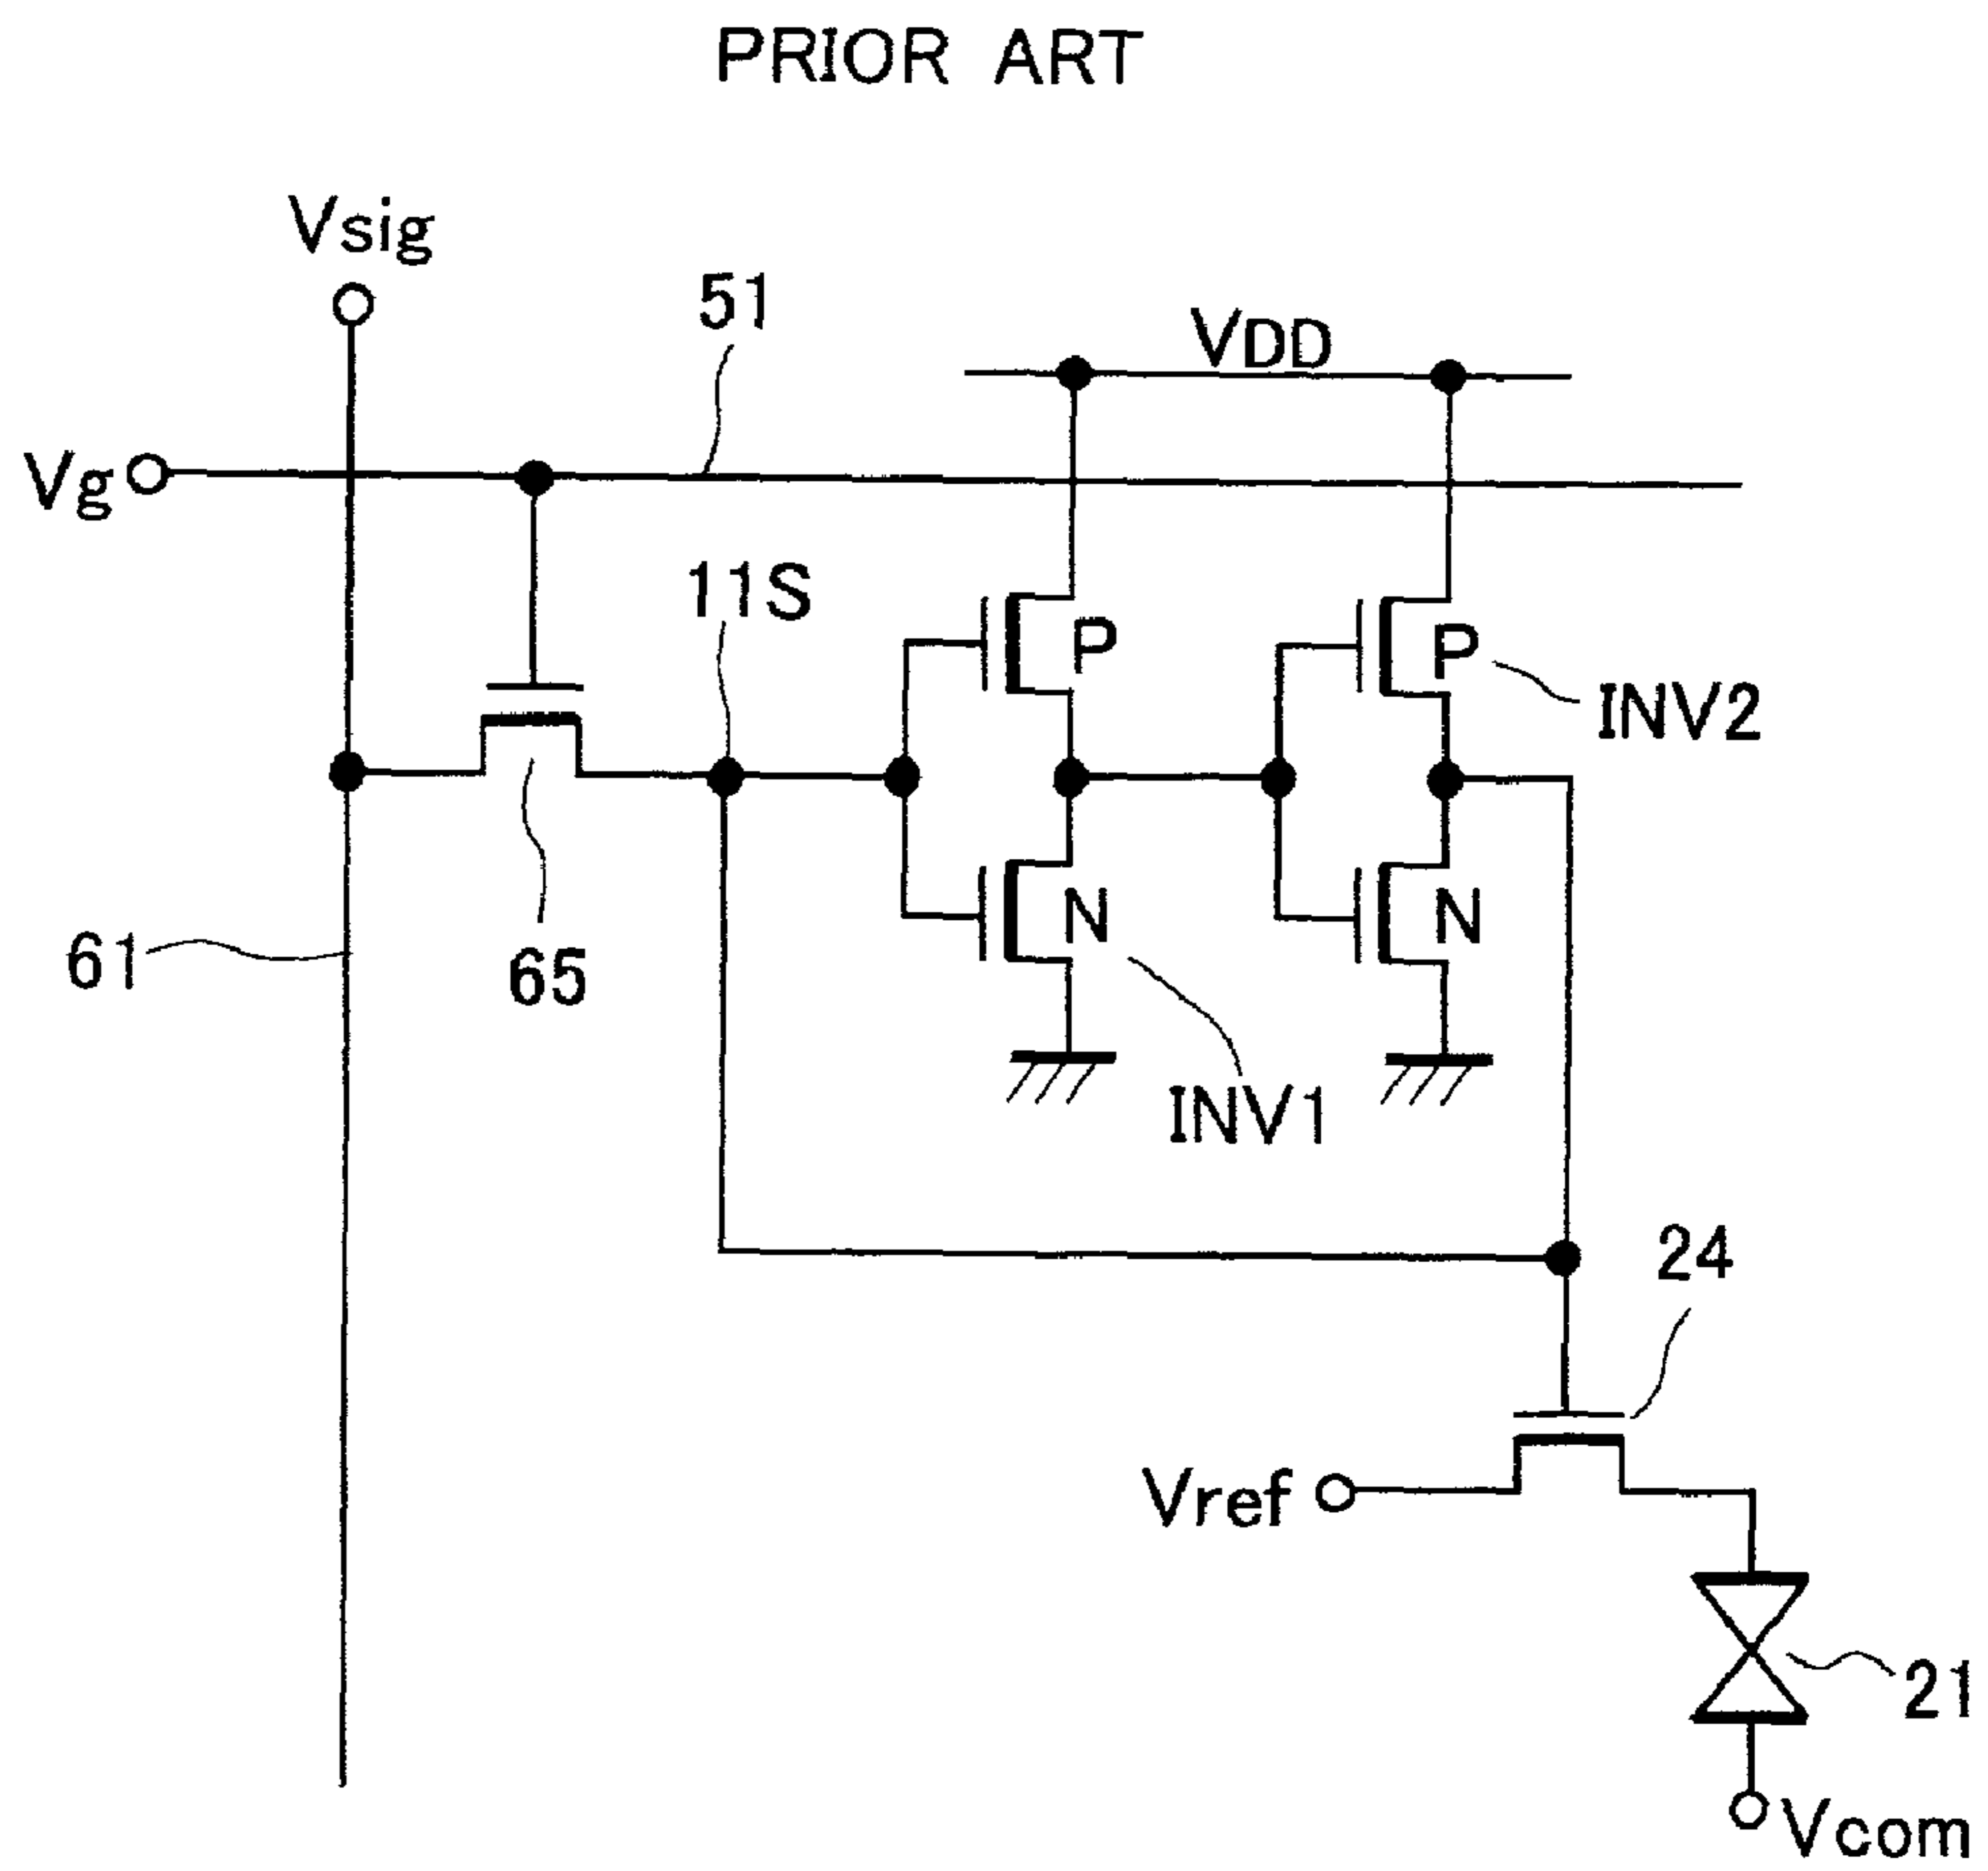 PRIOR ART
Vsig
51
VDD
Vg
11S
P
P
INV2
N
N
61
65
INV1
24
Vref
21
Vcom